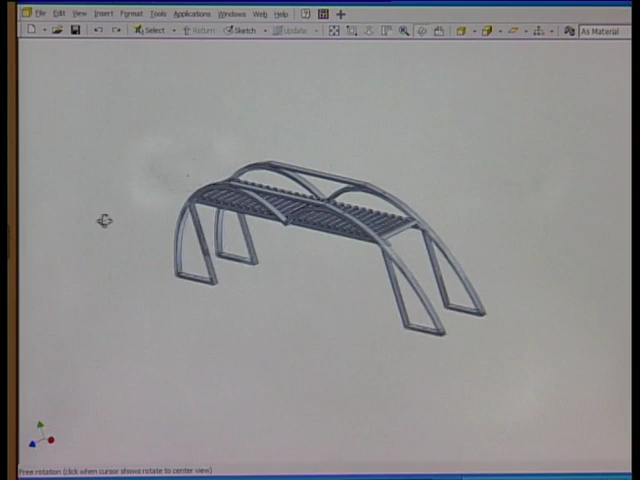 File Edit View Insert Format Tools Applications Windows Web Help
Select Return Sketch Update As Material
Free rotation (click when cursor shows rotate to center view)